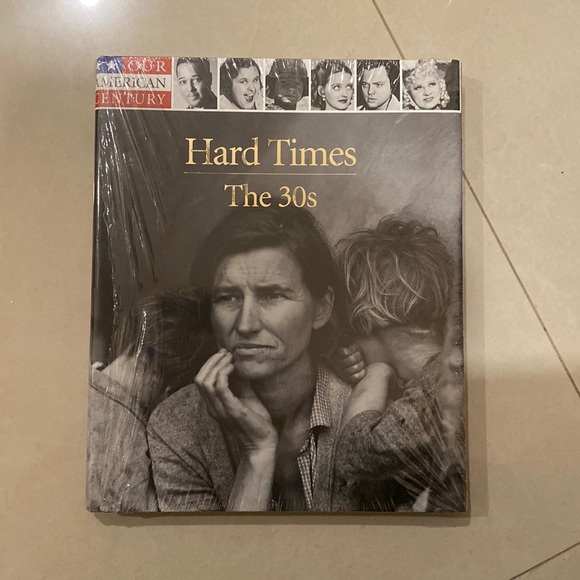 OUR
AMERICAN
CENTURY
Hard Times
The 30s